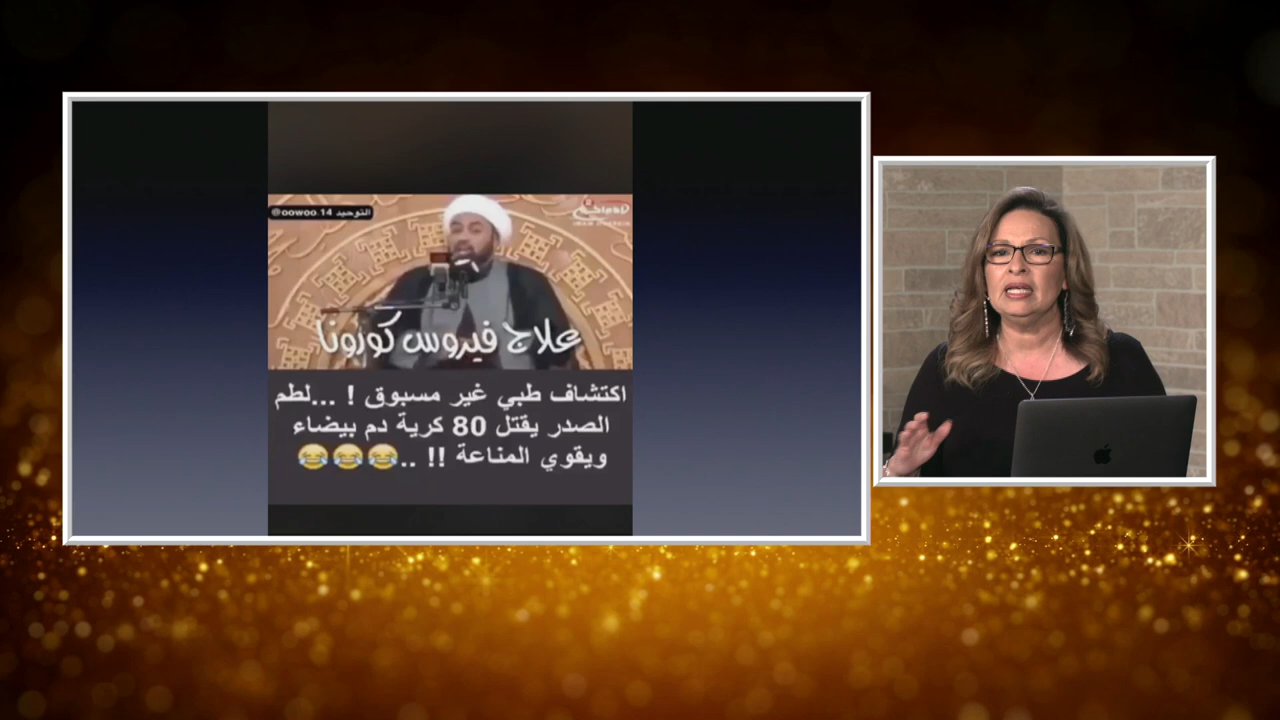 @oowoo.14 التوحيد
علاج فيروس كورونا
اكتشاف طبي غير مسبوق ! ...لطم
الصدر يقتل 80 كرية دم بيضاء
ويقوي المناعة !! ..😂😂😂